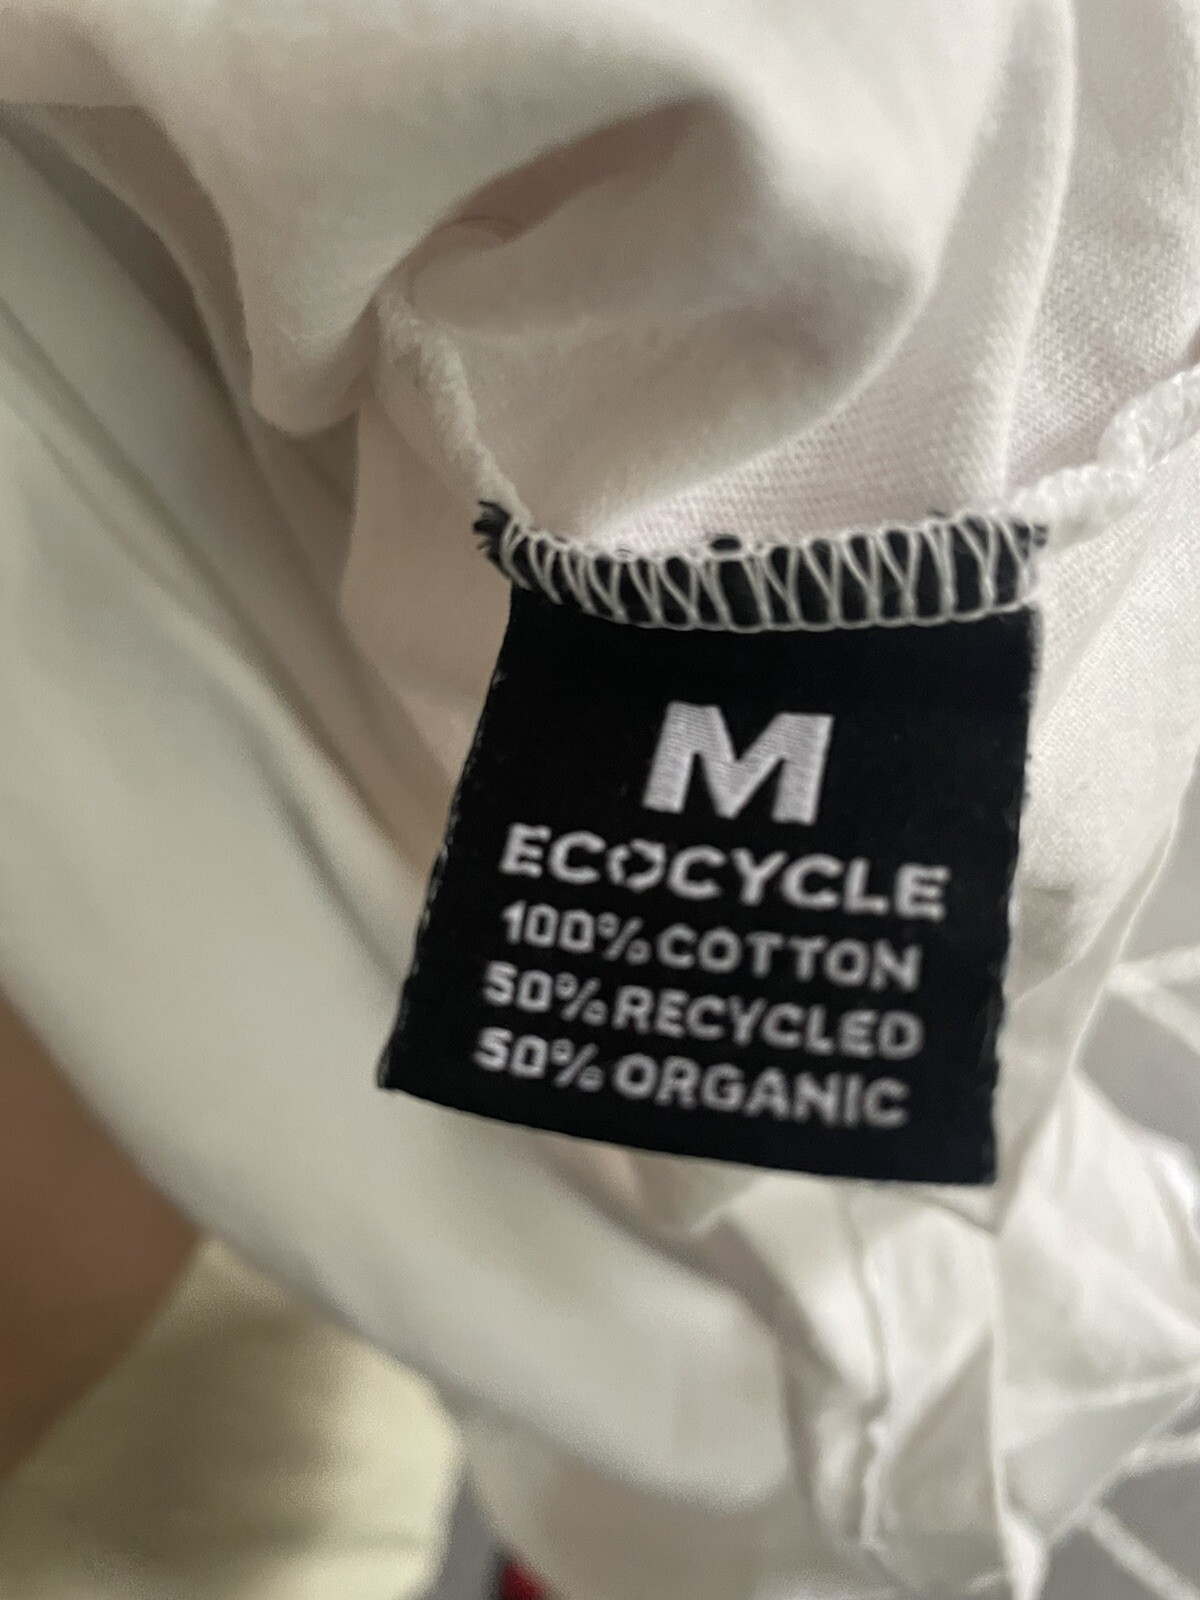 M
ECOCYCLE
100% COTTON
50% RECYCLED
50% ORGANIC